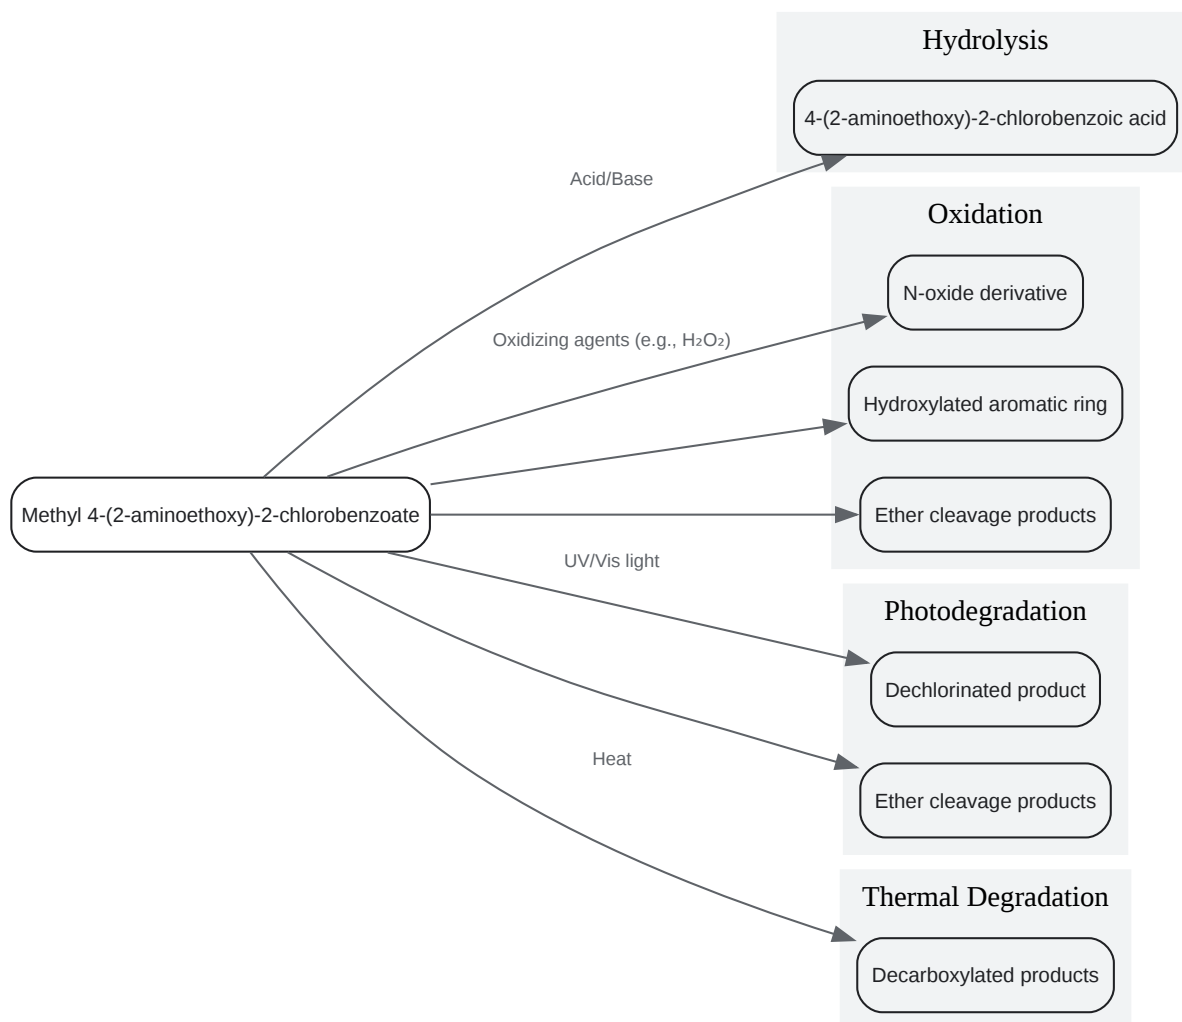 Hydrolysis
4-(2-aminoethoxy)-2-chlorobenzoic acid
Acid/Base
Oxidation
N-oxide derivative
Oxidizing agents (e.g., H₂O₂)
Hydroxylated aromatic ring
Methyl 4-(2-aminoethoxy)-2-chlorobenzoate
Ether cleavage products
UV/Vis light
Photodegradation
Dechlorinated product
Heat
Ether cleavage products
Thermal Degradation
Decarboxylated products